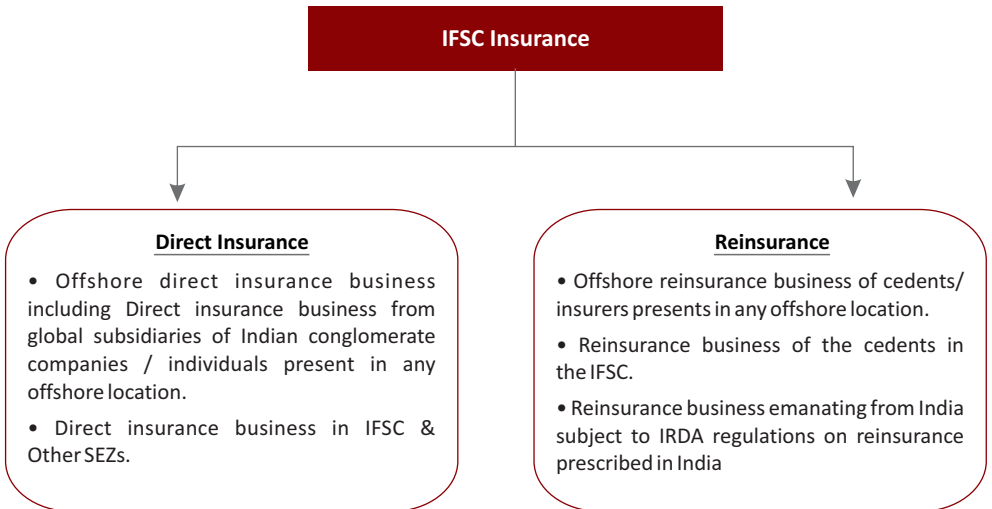 IFSC Insurance
Direct Insurance
• Offshore direct insurance business
including Direct insurance business from
global subsidiaries of Indian conglomerate
companies / individuals present in any
offshore location.
• Direct insurance business in IFSC &
Other SEZs.
Reinsurance
• Offshore reinsurance business of cedents/
insurers presents in any offshore location.
• Reinsurance business of the cedents in
the IFSC.
• Reinsurance business emanating from India
subject to IRDA regulations on reinsurance
prescribed in India